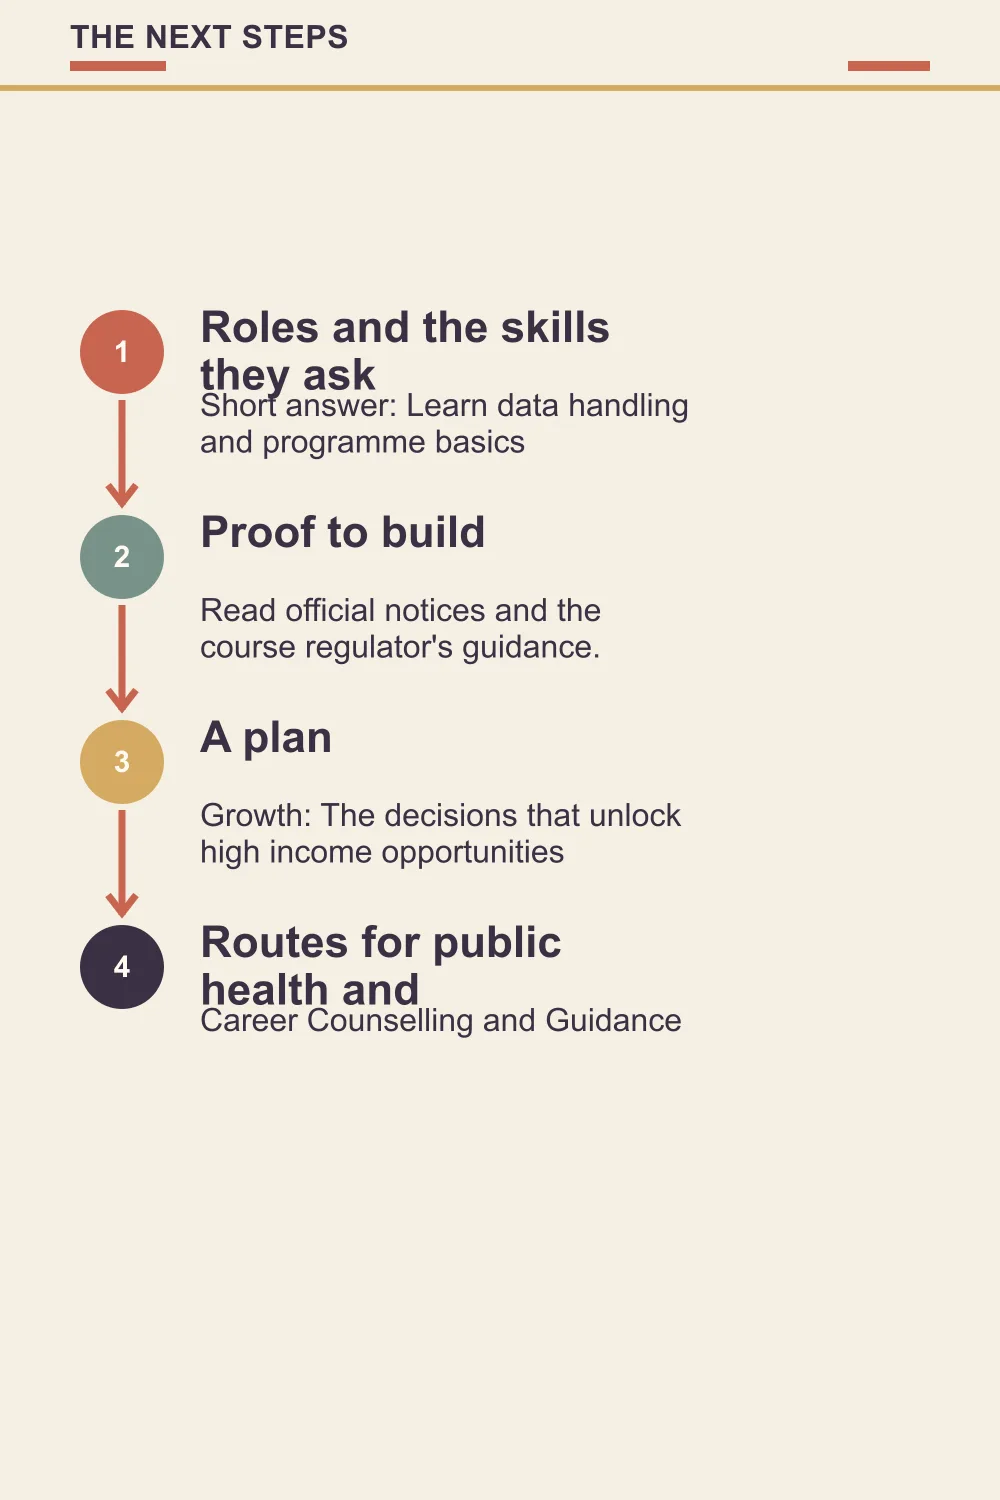 THE NEXT STEPS
1
Roles and the skills
they ask
Short answer: Learn data handling
and programme basics
2
Proof to build
Read official notices and the
course regulator's guidance.
3
A plan
Growth: The decisions that unlock
high income opportunities
4
Routes for public
health and
Career Counselling and Guidance